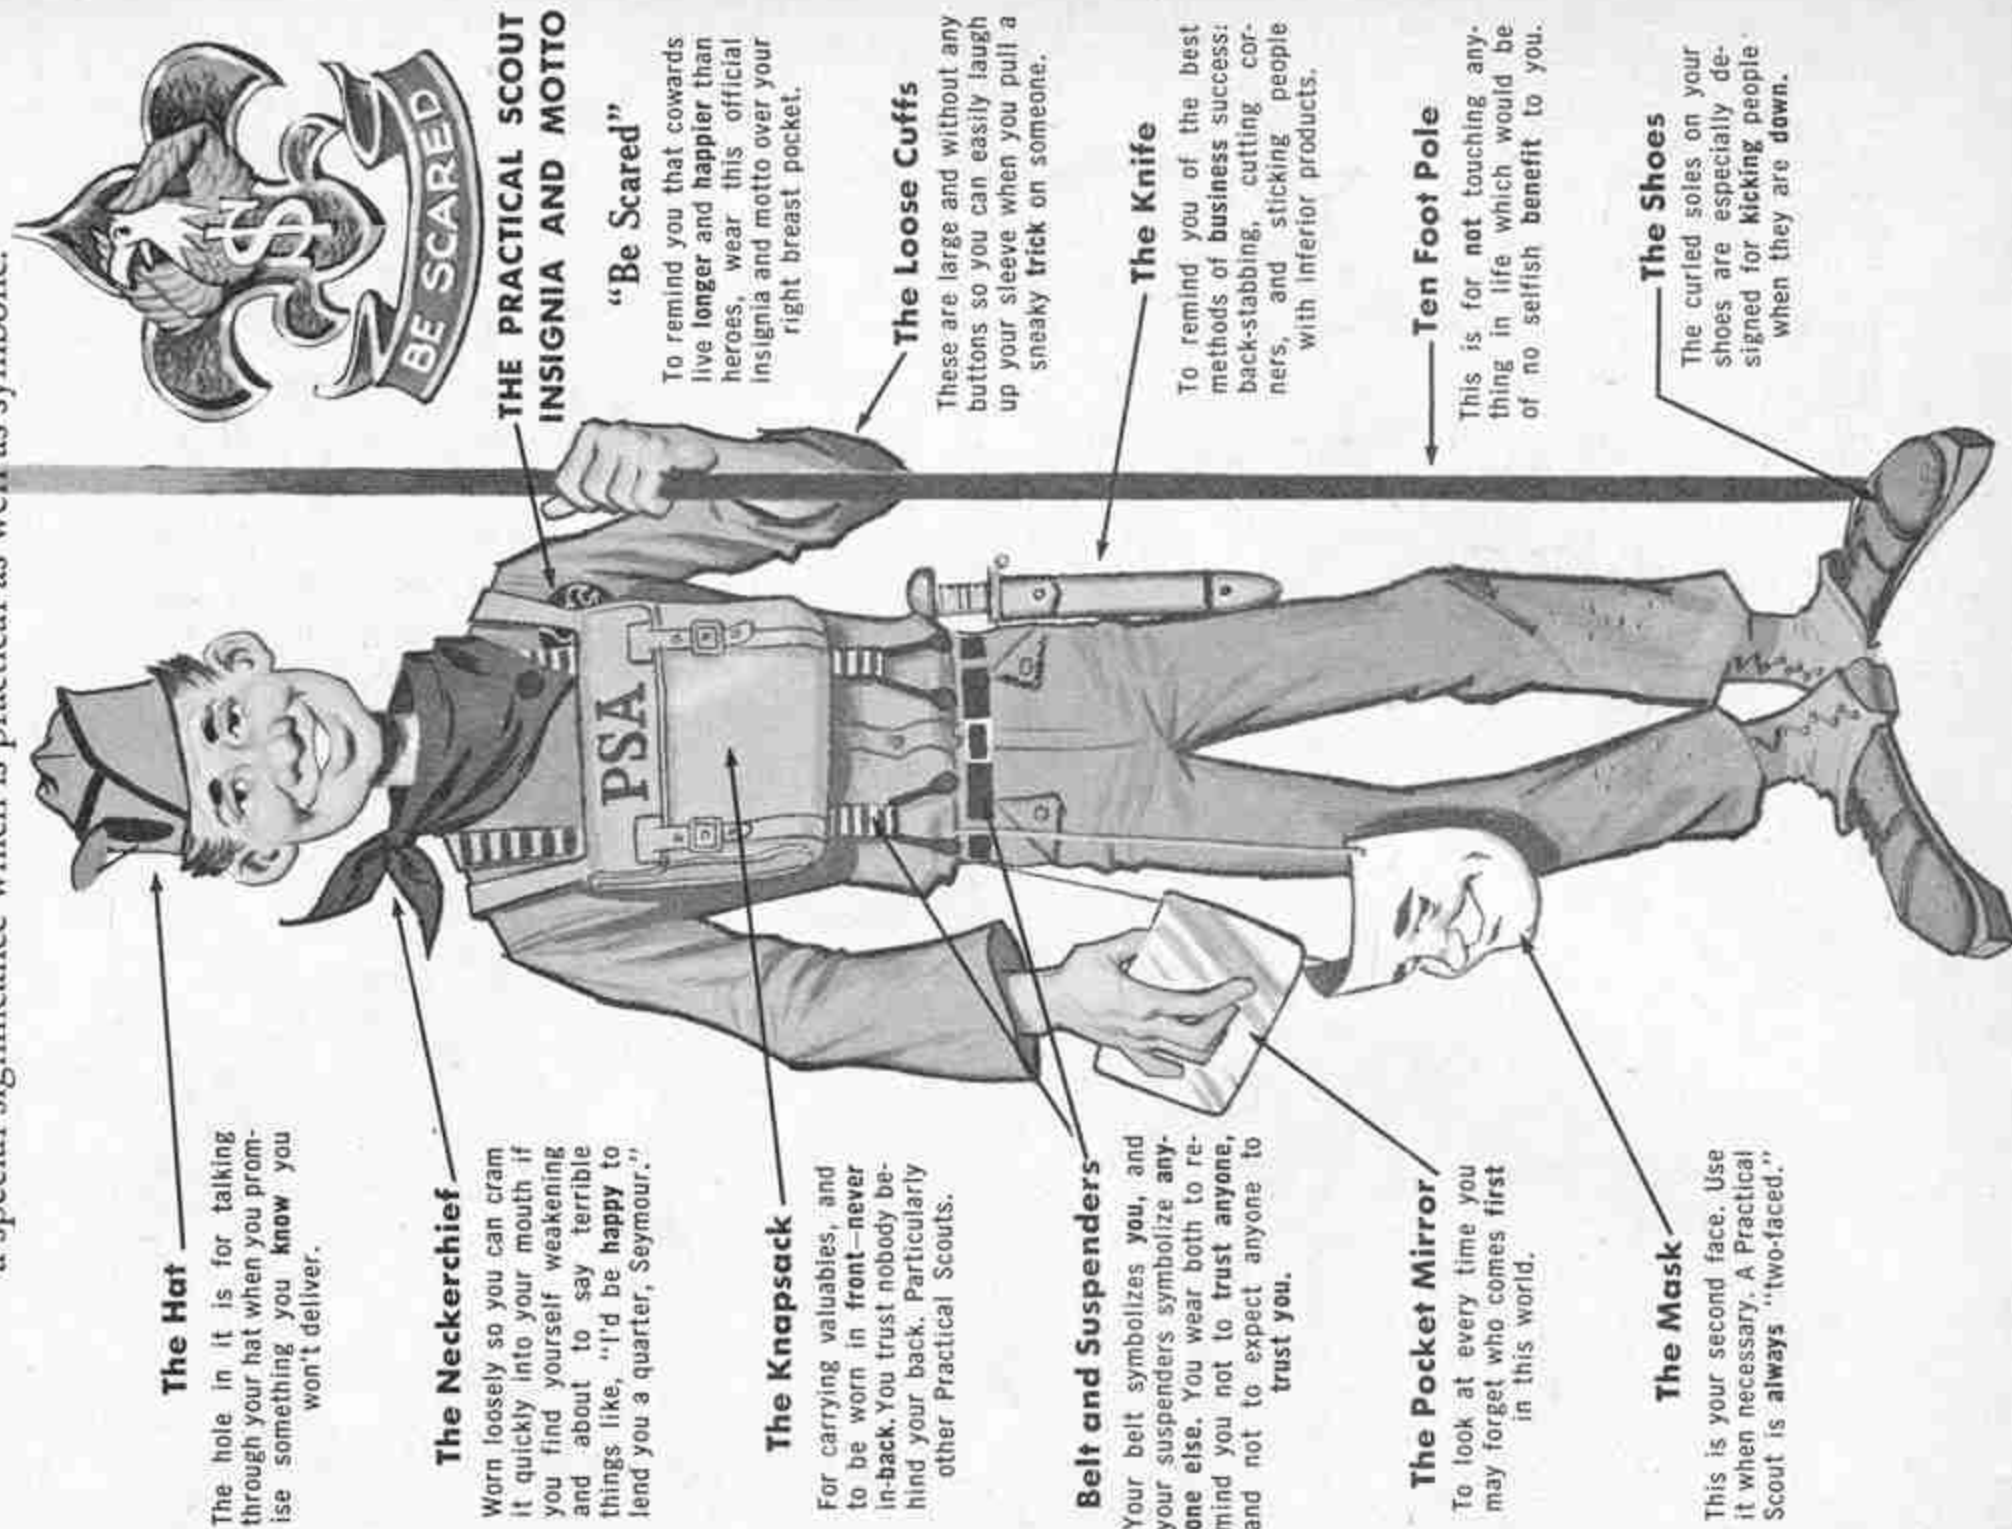 a special significance which is practical as well as symbolic.
The Hat
The hole in it is for talking
through your hat when you prom-
ise something you know you
won't deliver.
The Neckerchief
Worn loosely so you can cram
it quickly into your mouth if
you find yourself weakening
and about to say terrible
things like, "I'd be happy to
lend you a quarter, Seymour."
The Knapsack
For carrying valuables, and
to be worn in front—never
in-back. You trust nobody be-
hind your back. Particularly
other Practical Scouts.
Belt and Suspenders
Your belt symbolizes you, and
your suspenders symbolize any-
one else. You wear both to re-
mind you not to trust anyone,
and not to expect anyone to
trust you.
The Pocket Mirror
To look at every time you
may forget who comes first
in this world.
The Mask
This is your second face. Use
it when necessary. A Practical
Scout is always "two-faced."
PSA
BE SCARED
THE PRACTICAL SCOUT
INSIGNIA AND MOTTO
"Be Scared"
To remind you that cowards
live longer and happier than
heroes, wear this official
insignia and motto over your
right breast pocket.
The Loose Cuffs
These are large and without any
buttons so you can easily laugh
up your sleeve when you pull a
sneaky trick on someone.
The Knife
To remind you of the best
methods of business success:
back-stabbing, cutting cor-
ners, and sticking people
with inferior products.
Ten Foot Pole
This is for not touching any-
thing in life which would be
of no selfish benefit to you.
The Shoes
The curled soles on your
shoes are especially de-
signed for kicking people
when they are down.